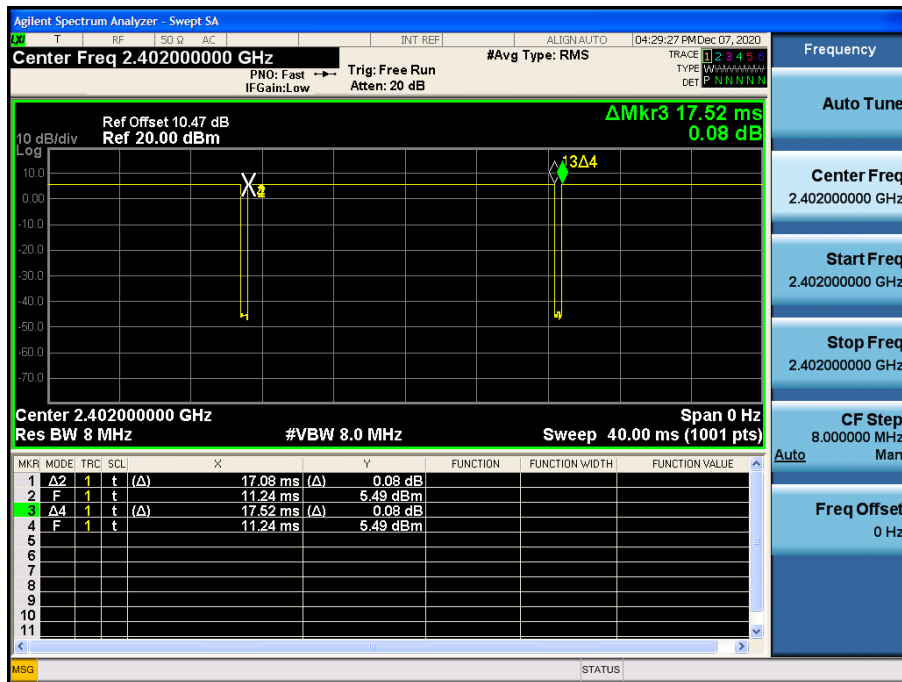 Agilent Spectrum Analyzer - Swept SA
LXI T RF 50 Ω AC INT REF ALIGN AUTO 04:29:27 PM Dec 07, 2020
Center Freq 2.402000000 GHz
#Avg Type: RMS
TRACE 1 2 3 4 5 6
TYPE WWWWWW
DET P N N N N N
PNO: Fast
IFGain:Low
Trig: Free Run
Atten: 20 dB
Frequency
Auto Tune
Ref Offset 10.47 dB
10 dB/div Ref 20.00 dBm
Log
ΔMkr3 17.52 ms
0.08 dB
10.0
0.00
-10.0
-20.0
-30.0
-40.0
-50.0
-60.0
-70.0
13Δ4
Center 2.402000000 GHz Span 0 Hz
Res BW 8 MHz #VBW 8.0 MHz Sweep 40.00 ms (1001 pts)
Center Freq
2.402000000 GHz
Start Freq
2.402000000 GHz
Stop Freq
2.402000000 GHz
CF Step
8.000000 MHz
Auto Man
Freq Offset
0 Hz
MKR MODE TRC SCL X Y FUNCTION FUNCTION WIDTH FUNCTION VALUE
1 Δ2 1 t (Δ) 17.08 ms (Δ) 0.08 dB
2 F 1 t 11.24 ms 5.49 dBm
3 Δ4 1 t (Δ) 17.52 ms (Δ) 0.08 dB
4 F 1 t 11.24 ms 5.49 dBm
5
6
7
8
9
10
11
MSG STATUS